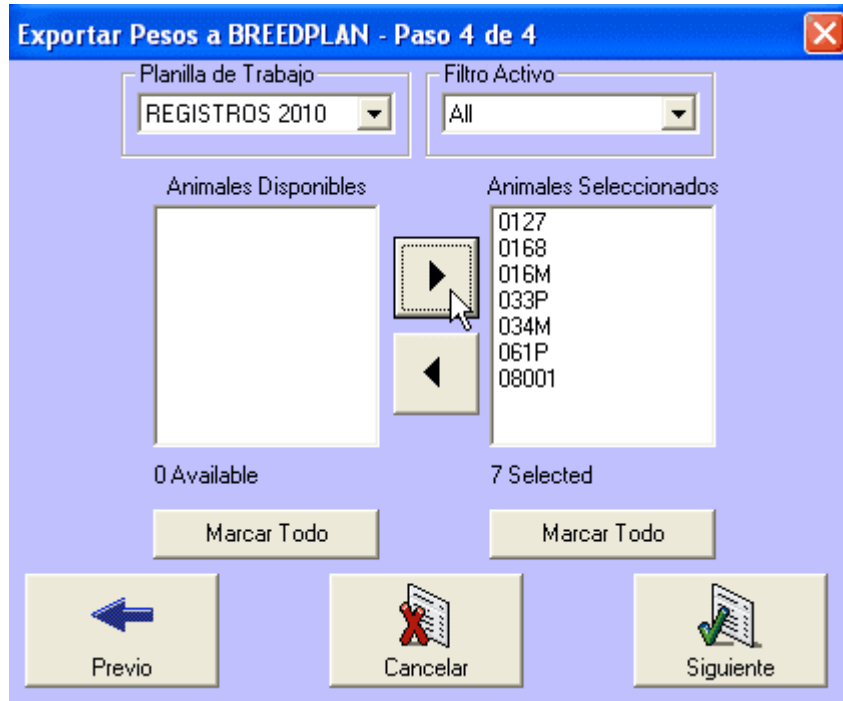 Exportar Pesos a BREEDPLAN - Paso 4 de 4
Planilla de Trabajo
Filtro Activo
REGISTROS 2010
All
Animales Disponibles
Animales Seleccionados
0127
0168
016M
033P
034M
061P
08001
0 Available
7 Selected
Marcar Todo
Marcar Todo
Previo
Cancelar
Siguiente